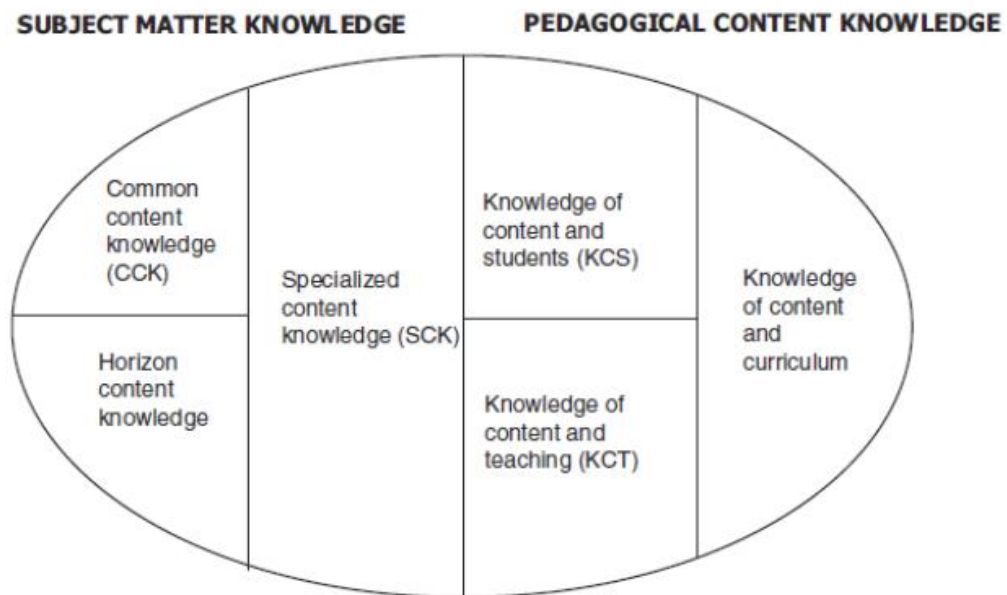 SUBJECT MATTER KNOWLEDGE
PEDAGOGICAL CONTENT KNOWLEDGE
Common
content
knowledge
(CCK)
Horizon
content
knowledge
Specialized
content
knowledge (SCK)
Knowledge of
content and
students (KCS)
Knowledge of
content and
teaching (KCT)
Knowledge
of content
and
curriculum